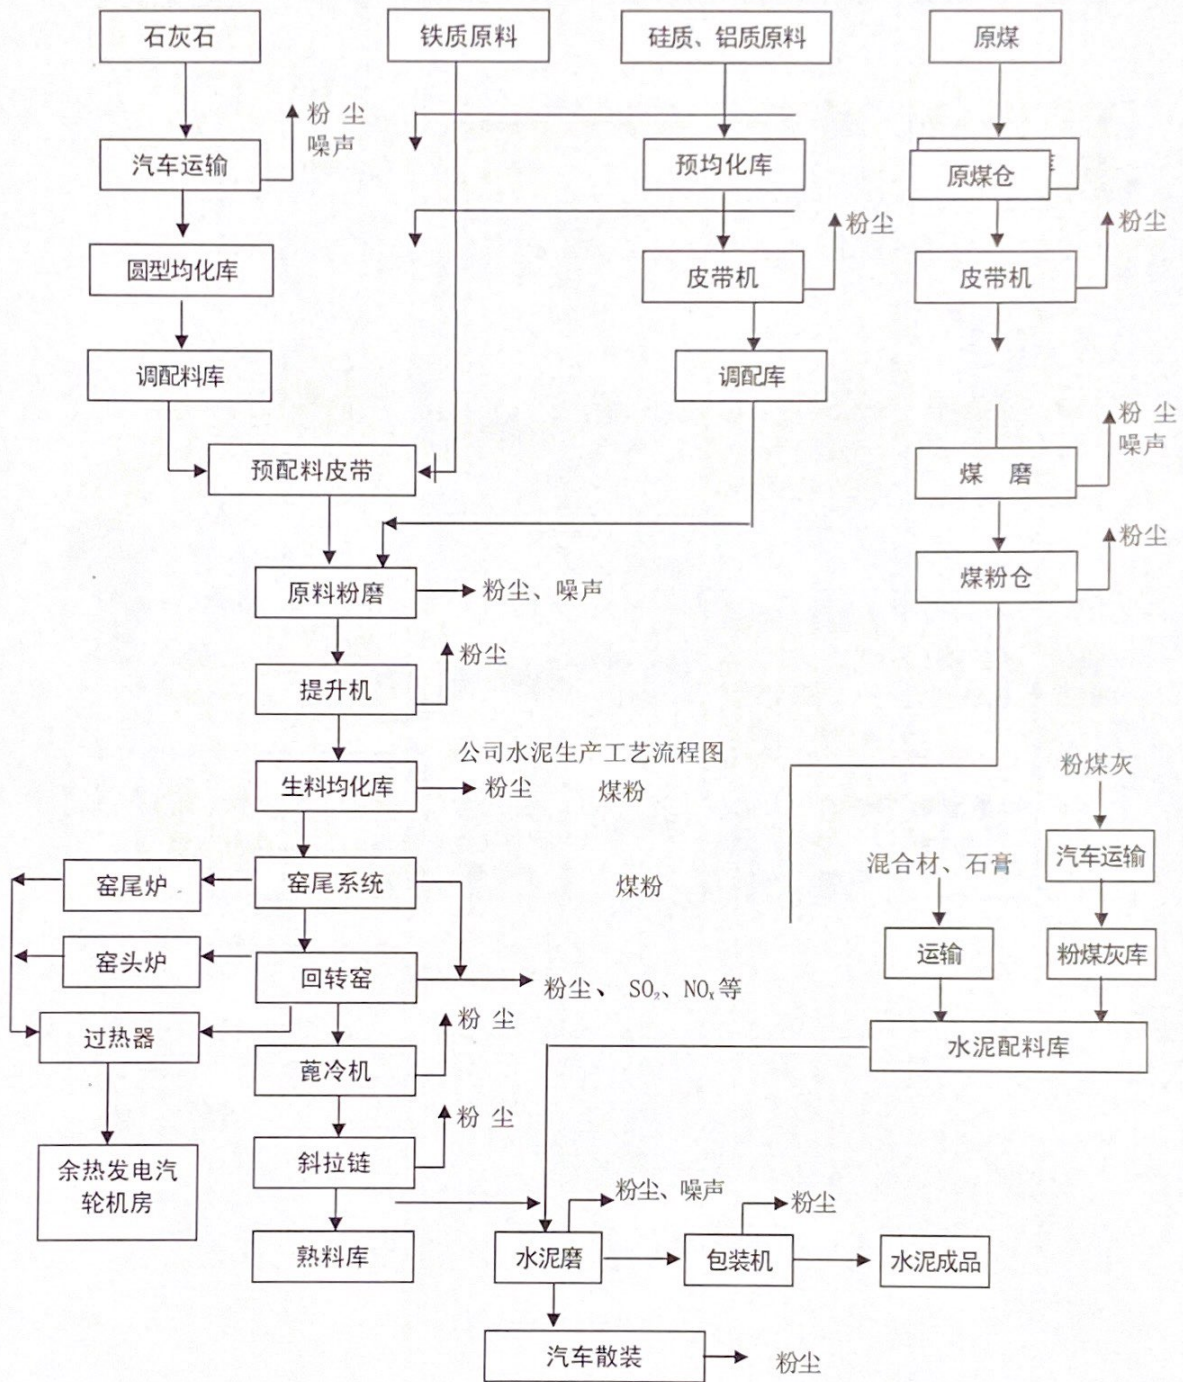 石灰石
铁质原料
硅质、铝质原料
原煤
粉 尘
噪声
汽车运输
预均化库
原煤仓
库
粉尘
粉尘
圆型均化库
皮带机
皮带机
调配料库
调配库
粉 尘
噪声
预配料皮带
煤 磨
粉尘
原料粉磨
粉尘、噪声
煤粉仓
粉尘
提升机
公司水泥生产工艺流程图
粉煤灰
生料均化库
粉尘
煤粉
混合材、石膏
汽车运输
窑尾炉
窑尾系统
煤粉
窑头炉
回转窑
运输
粉煤灰库
粉尘、 SO₂、NOₓ等
粉 尘
过热器
水泥配料库
蓖冷机
粉 尘
斜拉链
余热发电汽
轮机房
粉尘、噪声
粉尘
熟料库
水泥磨
包装机
水泥成品
汽车散装
粉尘